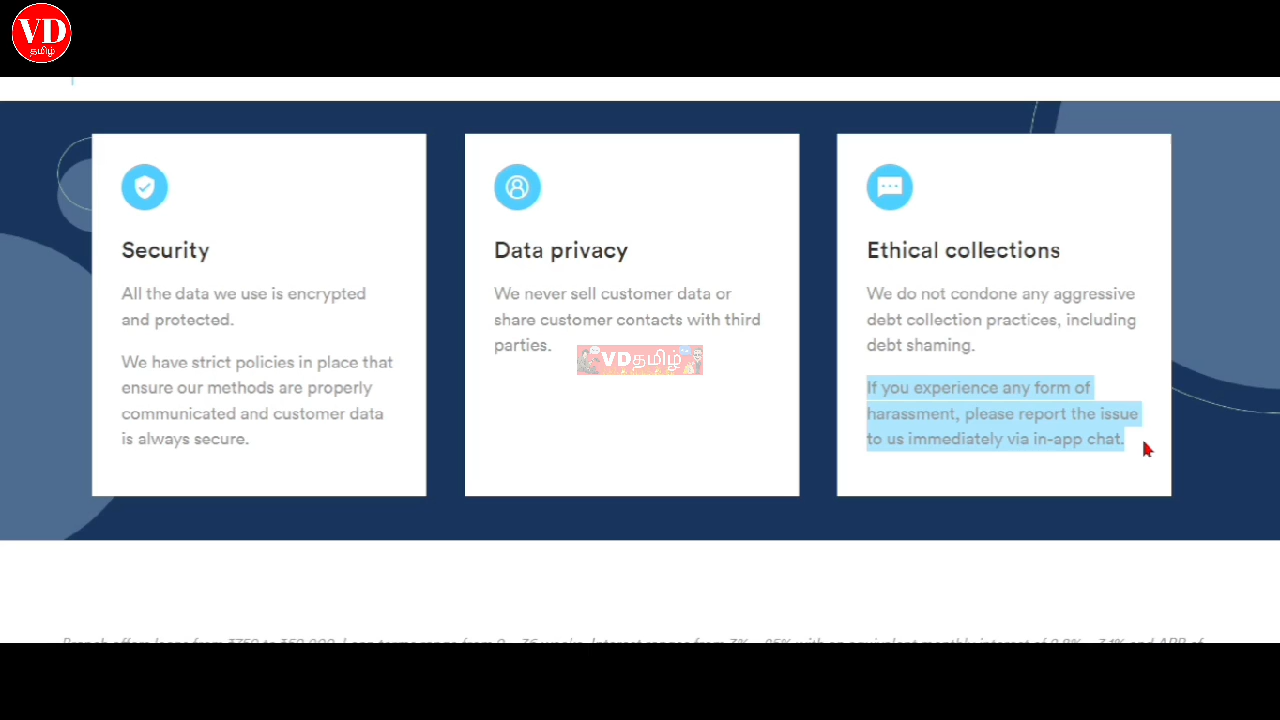 VD
தமிழ்
Security
All the data we use is encrypted
and protected.
We have strict policies in place that
ensure our methods are properly
communicated and customer data
is always secure.
Data privacy
We never sell customer data or
share customer contacts with third
parties.
VDதமிழ்
Ethical collections
We do not condone any aggressive
debt collection practices, including
debt shaming.
If you experience any form of
harassment, please report the issue
to us immediately via in-app chat.